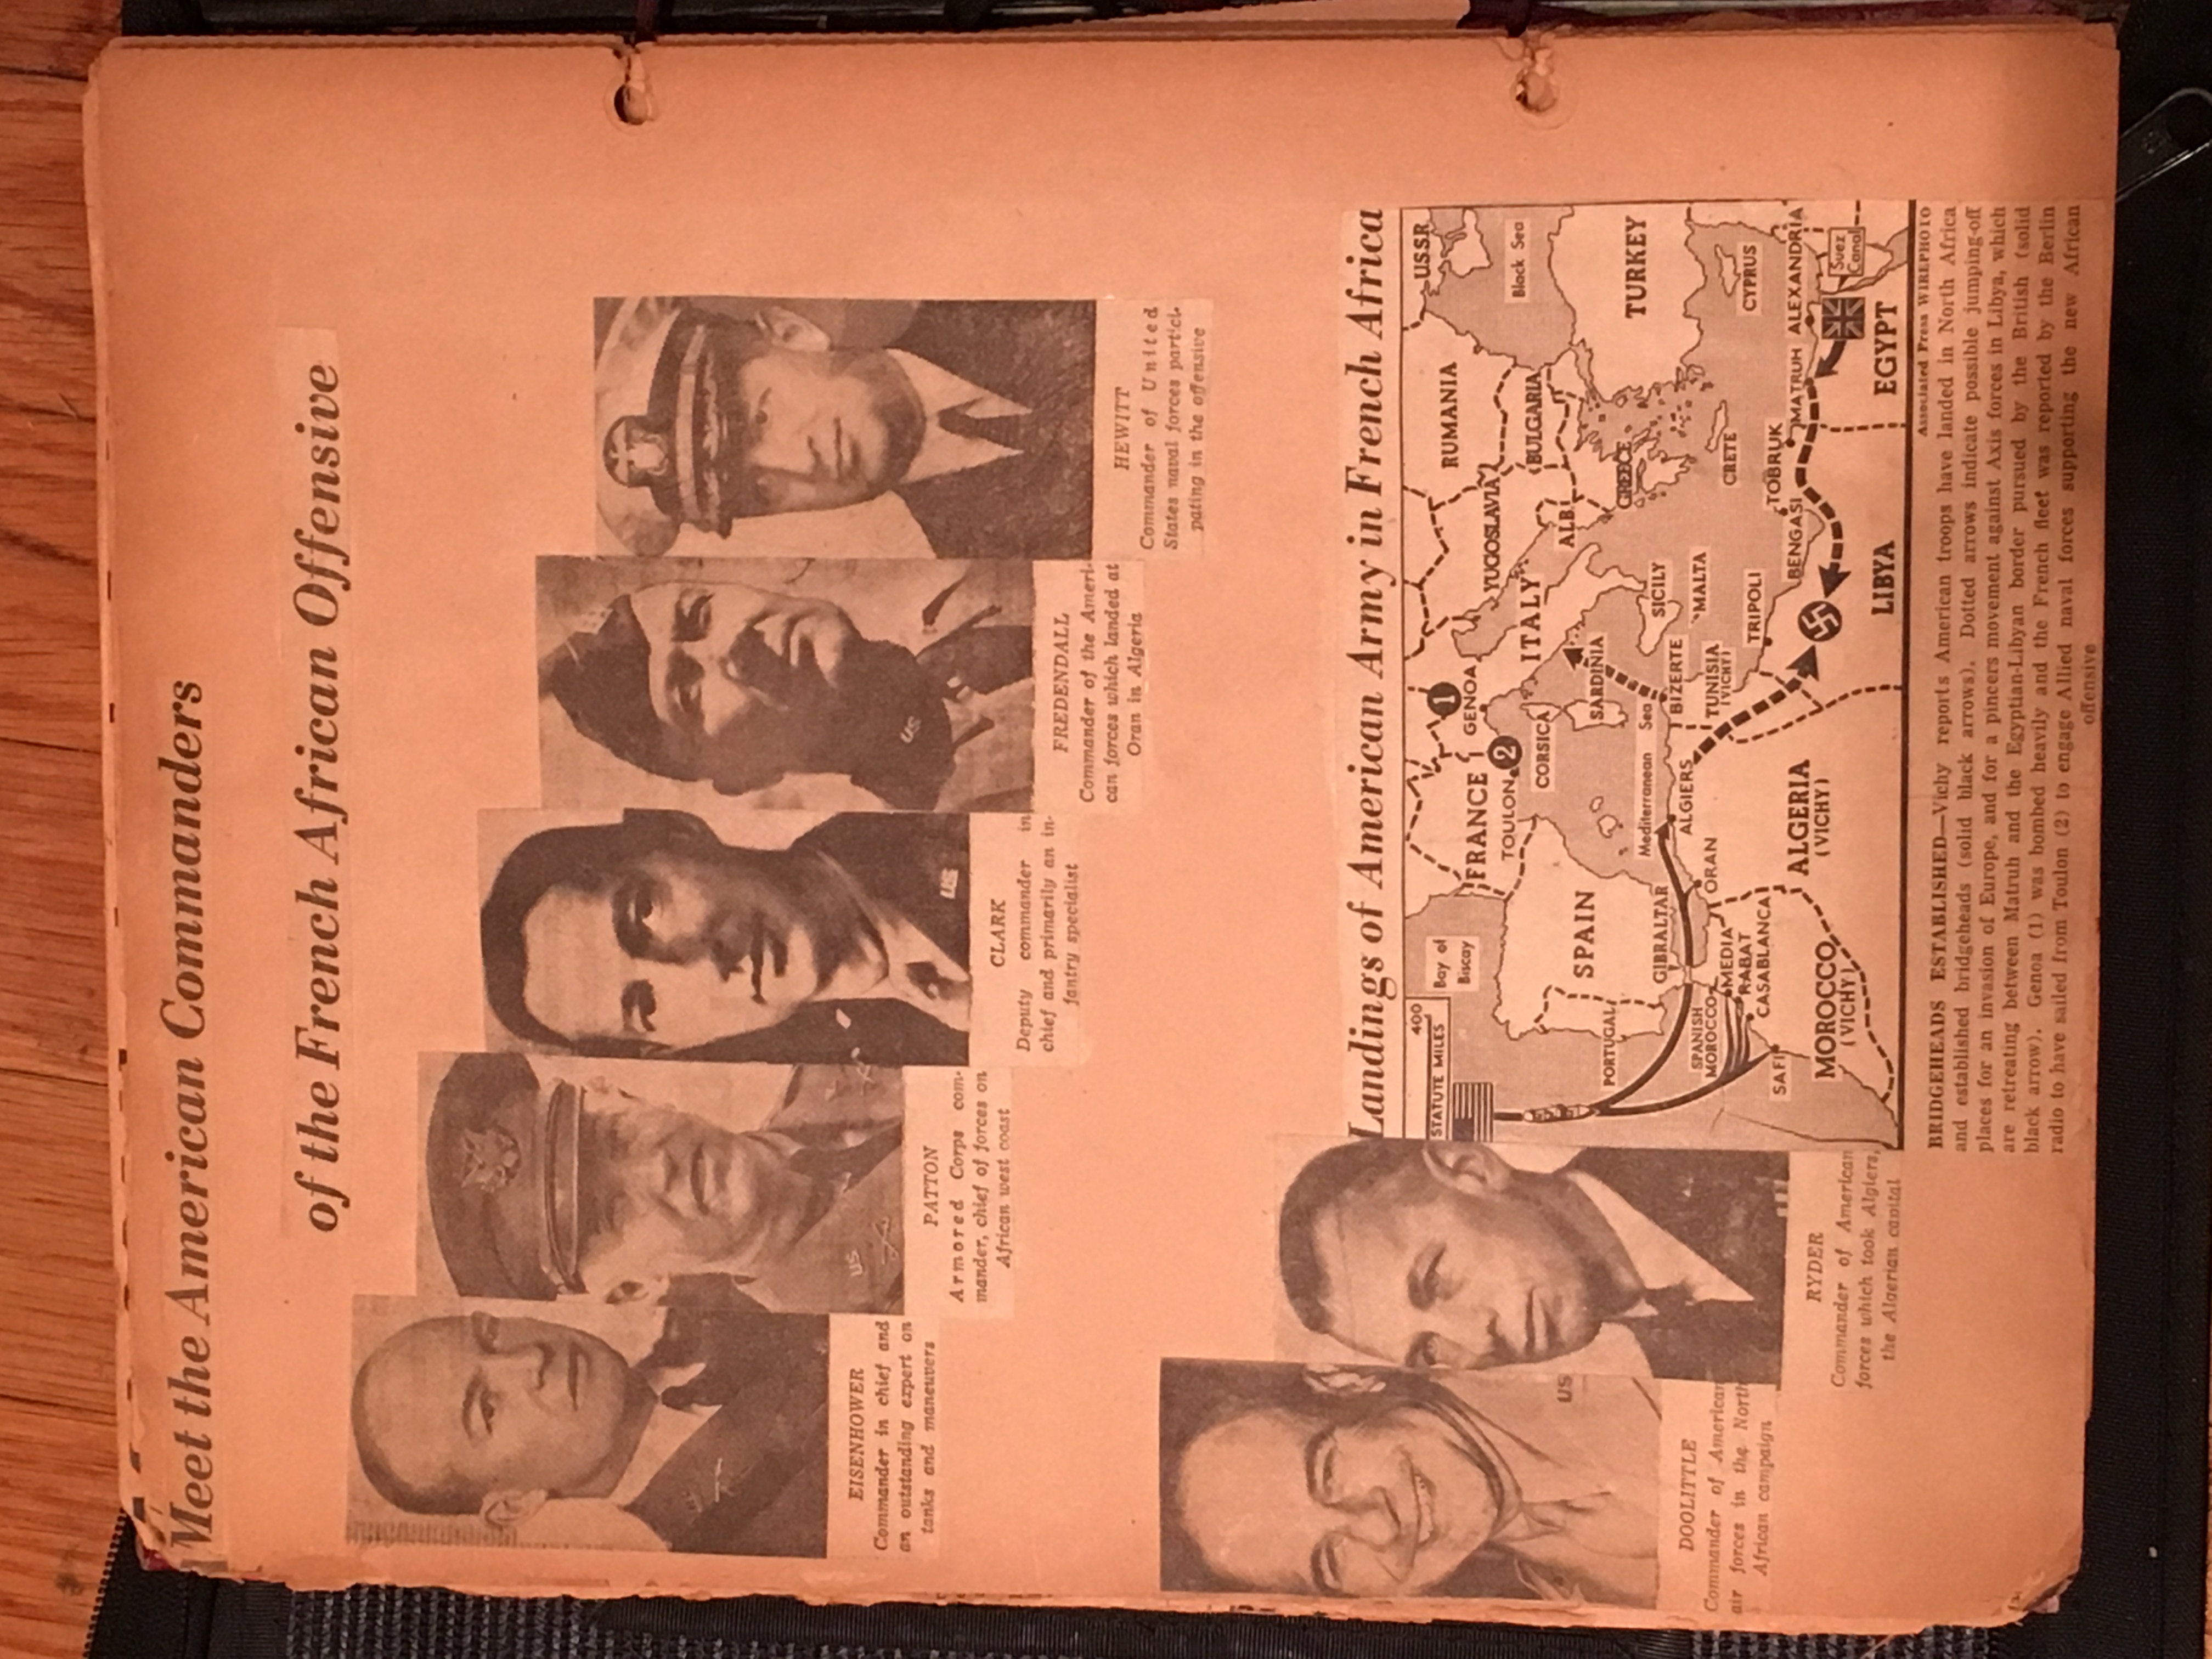 Meet the American Commanders
of the French African Offensive
EISENHOWER
Commander in chief and
an outstanding expert on
tanks and maneuvers
US
PATTON
Armored Corps com-
mander, chief of forces on
African west coast
US
CLARK
Deputy commander in
chief and primarily an in-
fantry specialist
US
FREDENDALL
Commander of the Ameri-
can forces which landed at
Oran in Algeria
HEWITT
Commander of United
States naval forces partici-
pating in the offensive
US
DOOLITTLE
Commander of American
air forces in the North
African campaign
RYDER
Commander of American
forces which took Algiers,
the Algerian capital
Landings of American Army in French Africa
400
STATUTE MILES
Bay of
Biscay
FRANCE
1
GENOA
TOULON
2
CORSICA
ITALY
YUGOSLAVIA
RUMANIA
U.S.S.R.
Black Sea
BULGARIA
ALB.
SPAIN
PORTUGAL
SARDINIA
GREECE
TURKEY
Mediterranean Sea
GIBRALTAR
SICILY
BIZERTE
ALGIERS
SPANISH
MOROCCO
ORAN
MALTA
TUNISIA
(VICHY)
CRETE
CYPRUS
MEDIA
RABAT
CASABLANCA
SAFI
TRIPOLI
TOBRUK
BENGASI
MATRUH
ALEXANDRIA
MOROCCO
(VICHY)
ALGERIA
(VICHY)
Suez
Canal
LIBYA
EGYPT
Associated Press WIREPHOTO
BRIDGEHEADS ESTABLISHED—Vichy reports American troops have landed in North Africa
and established bridgeheads (solid black arrows). Dotted arrows indicate possible jumping-off
places for an invasion of Europe, and for a pincers movement against Axis forces in Libya, which
are retreating between Matruh and the Egyptian-Libyan border pursued by the British (solid
black arrow). Genoa (1) was bombed heavily and the French fleet was reported by the Berlin
radio to have sailed from Toulon (2) to engage Allied naval forces supporting the new African
offensive